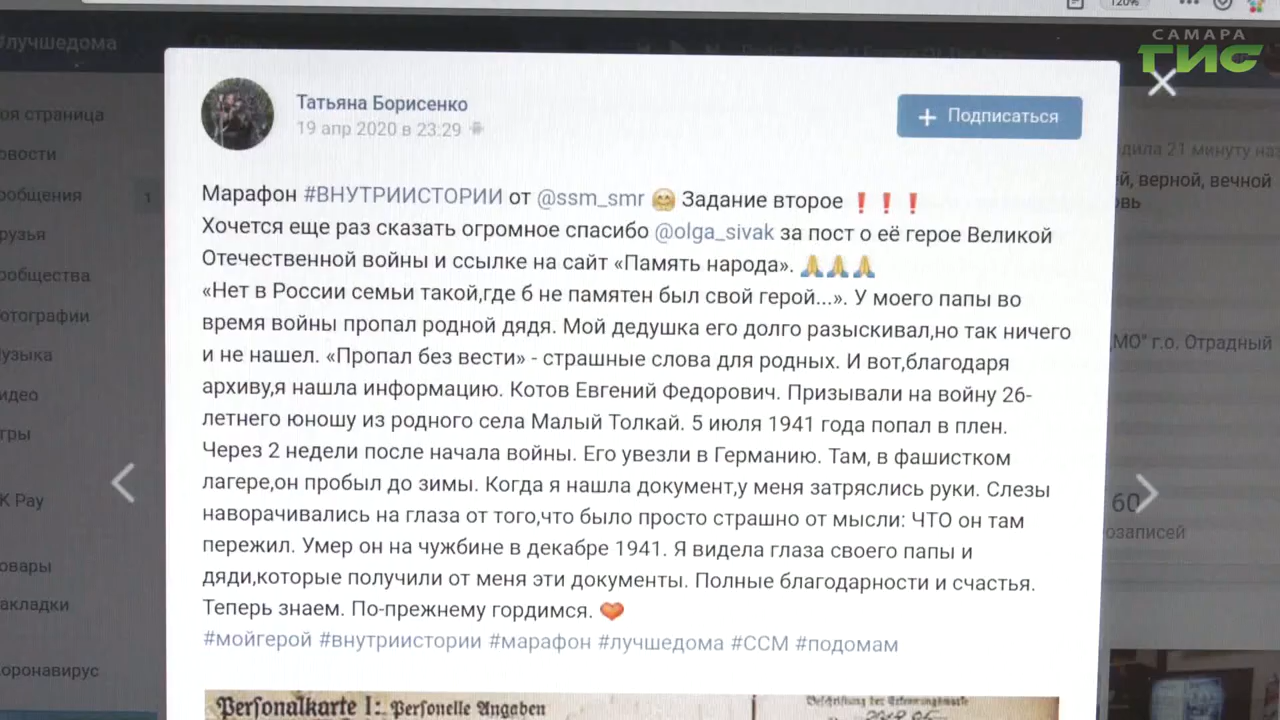 120%
САМАРА
ГИС
#лучшедома
Татьяна Борисенко
19 апр 2020 в 23:29
+ Подписаться
оя страница
овости
ообщения
1
рузья
ообщества
отографии
узыка
идео
гры
K Pay
овары
акладки
оронавирус
дила 21 минуту наз
ей, верной, вечной
овь
МО" г.о. Отрадный
60
озаписей
Марафон #ВНУТРИИСТОРИИ от @ssm_smr 🤗 Задание второе ❗❗❗
Хочется еще раз сказать огромное спасибо @olga_sivak за пост о её герое Великой
Отечественной войны и ссылке на сайт «Память народа». 🙏🙏🙏
«Нет в России семьи такой,где б не памятен был свой герой...». У моего папы во
время войны пропал родной дядя. Мой дедушка его долго разыскивал,но так ничего
и не нашел. «Пропал без вести» - страшные слова для родных. И вот,благодаря
архиву,я нашла информацию. Котов Евгений Федорович. Призывали на войну 26-
летнего юношу из родного села Малый Толкай. 5 июля 1941 года попал в плен.
Через 2 недели после начала войны. Его увезли в Германию. Там, в фашистком
лагере,он пробыл до зимы. Когда я нашла документ,у меня затряслись руки. Слезы
наворачивались на глаза от того,что было просто страшно от мысли: ЧТО он там
пережил. Умер он на чужбине в декабре 1941. Я видела глаза своего папы и
дяди,которые получили от меня эти документы. Полные благодарности и счастья.
Теперь знаем. По-прежнему гордимся. ❤
#мойгерой #внутриистории #марафон #лучшедома #ССМ #подомам
Personalkarte I: Personelle Angaben
Beschriftung der Erkennungsmarke